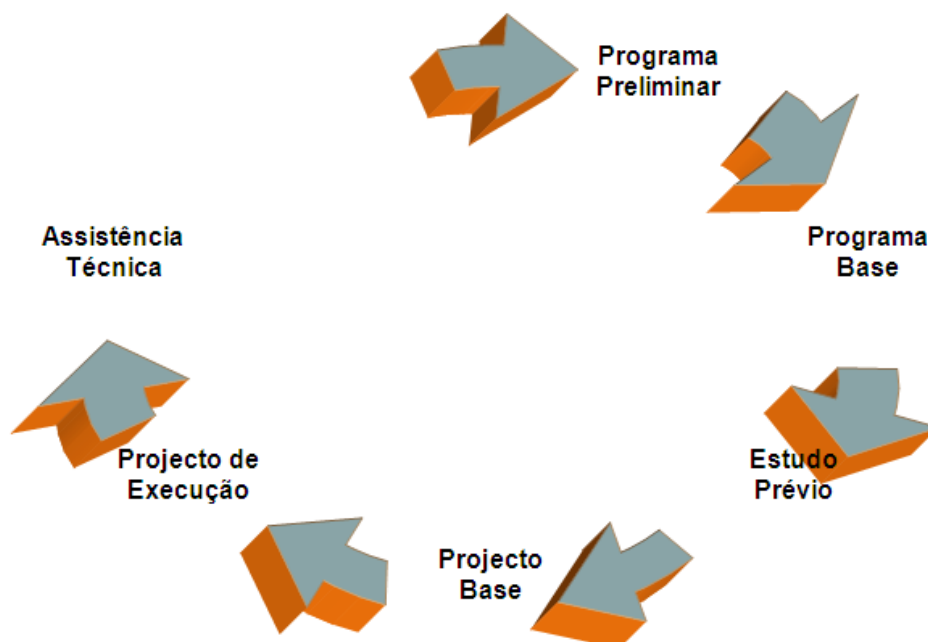 Programa
Preliminar
Programa
Base
Estudo
Prévio
Projecto
Base
Projecto de
Execução
Assistência
Técnica